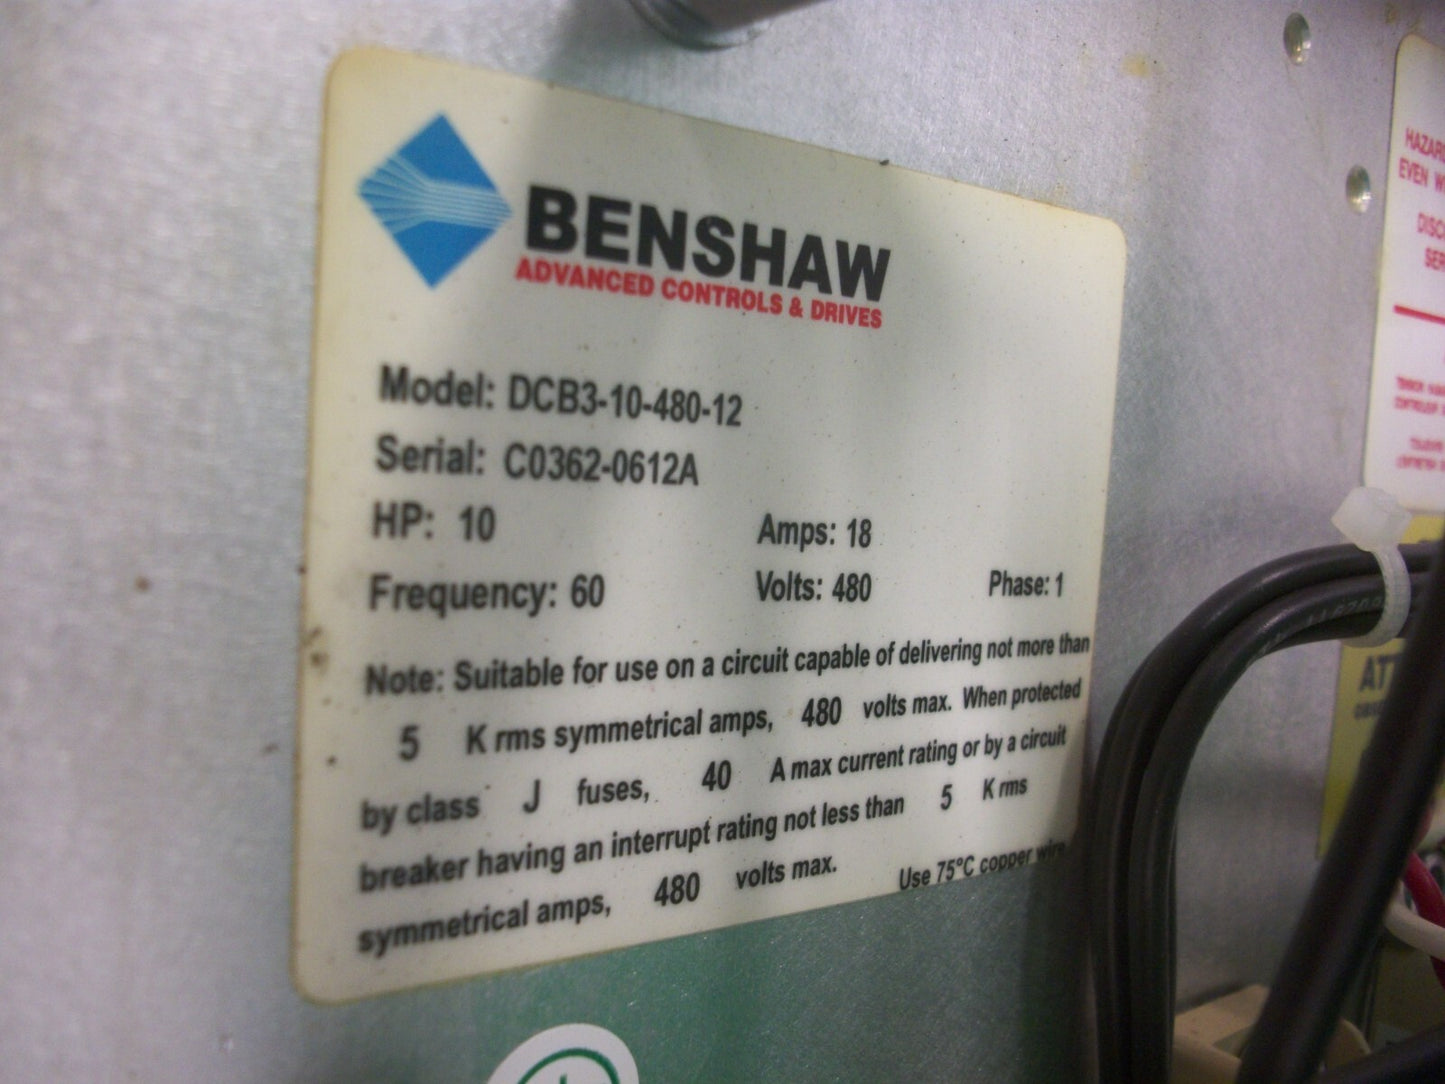 BENSHAW
ADVANCED CONTROLS & DRIVES
Model: DCB3-10-480-12
Serial: C0362-0612A
HP: 10 Amps: 18
Frequency: 60 Volts: 480 Phase: 1
Note: Suitable for use on a circuit capable of delivering not more than
5 K rms symmetrical amps, 480 volts max. When protected
by class J fuses, 40 A max current rating or by a circuit
breaker having an interrupt rating not less than 5 K rms
symmetrical amps, 480 volts max. Use 75°C copper wire
EVEN